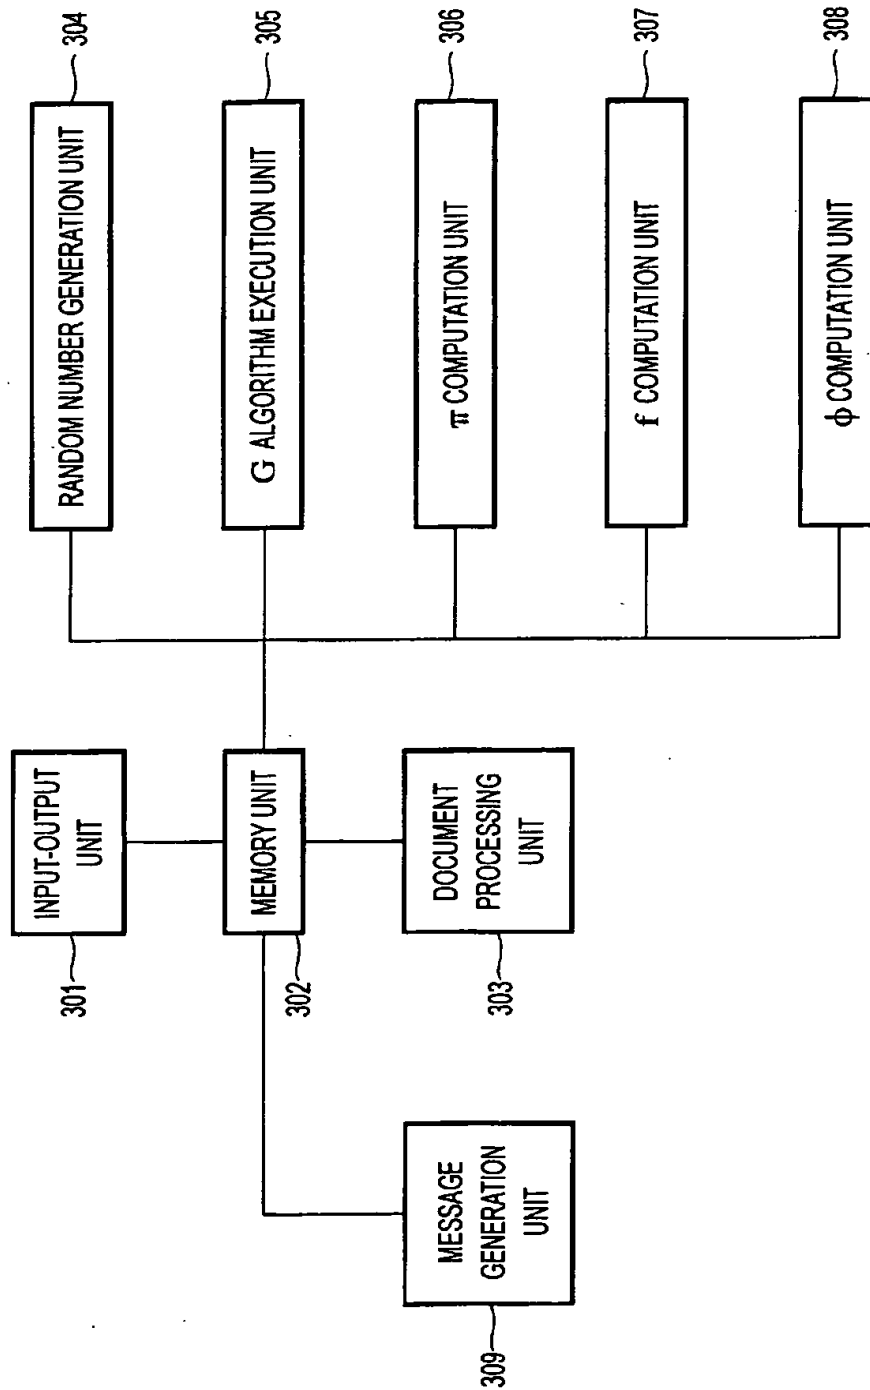 304
RANDOM NUMBER GENERATION UNIT
305
G ALGORITHM EXECUTION UNIT
306
π COMPUTATION UNIT
307
f COMPUTATION UNIT
308
ϕ COMPUTATION UNIT
INPUT-OUTPUT
UNIT
301
MEMORY UNIT
302
DOCUMENT
PROCESSING
UNIT
303
MESSAGE
GENERATION
UNIT
309